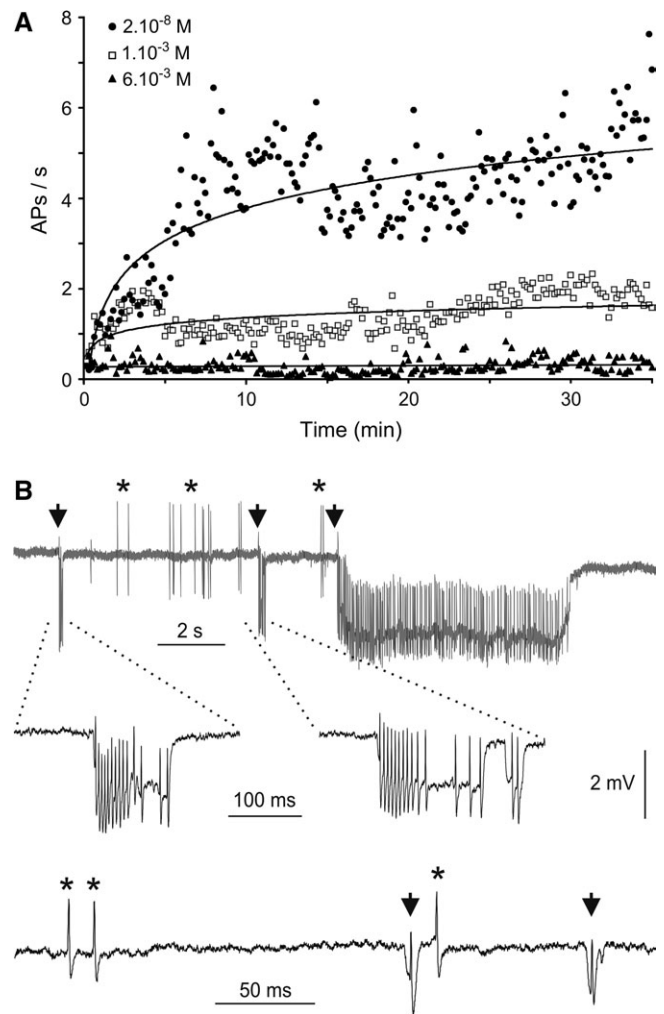 A
8
6
4
2
0
APs / s
● 2.10⁻⁸ M
□ 1.10⁻³ M
▲ 6.10⁻³ M
0 10 20 30
Time (min)
B
* * *
2 s
100 ms
2 mV
* * *
50 ms